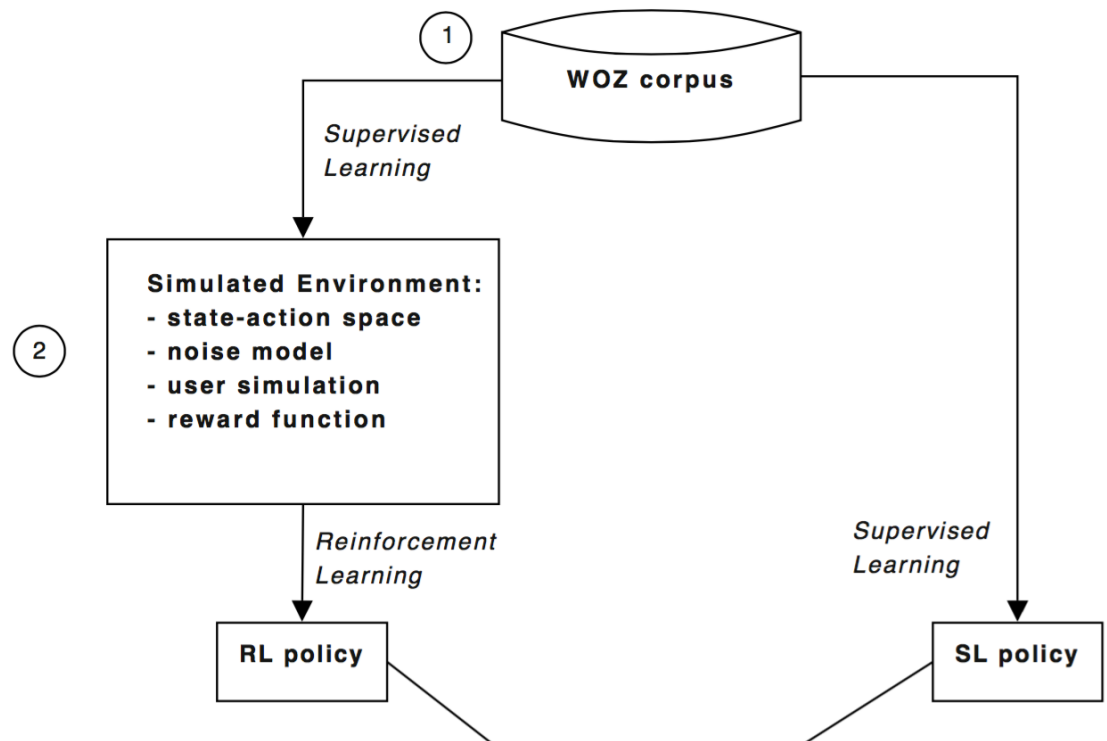 1
WOZ corpus
Supervised
Learning
Simulated Environment:
- state-action space
- noise model
- user simulation
- reward function
2
Reinforcement
Learning
Supervised
Learning
RL policy
SL policy